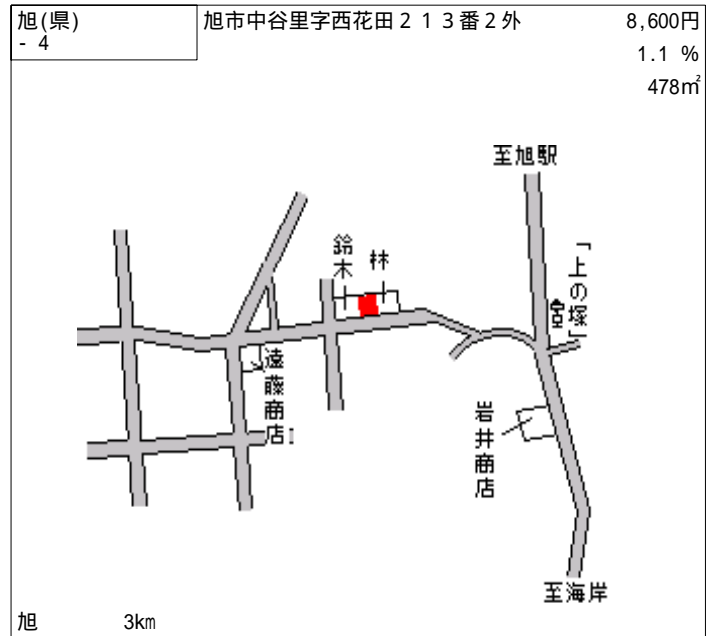 旭(県)
- 4
旭市中谷里字西花田２１３番２外
8,600円
1.1 %
478㎡
至旭駅
「上の塚」
鈴木
林
遠藤商店
岩井商店
至海岸
旭 3km